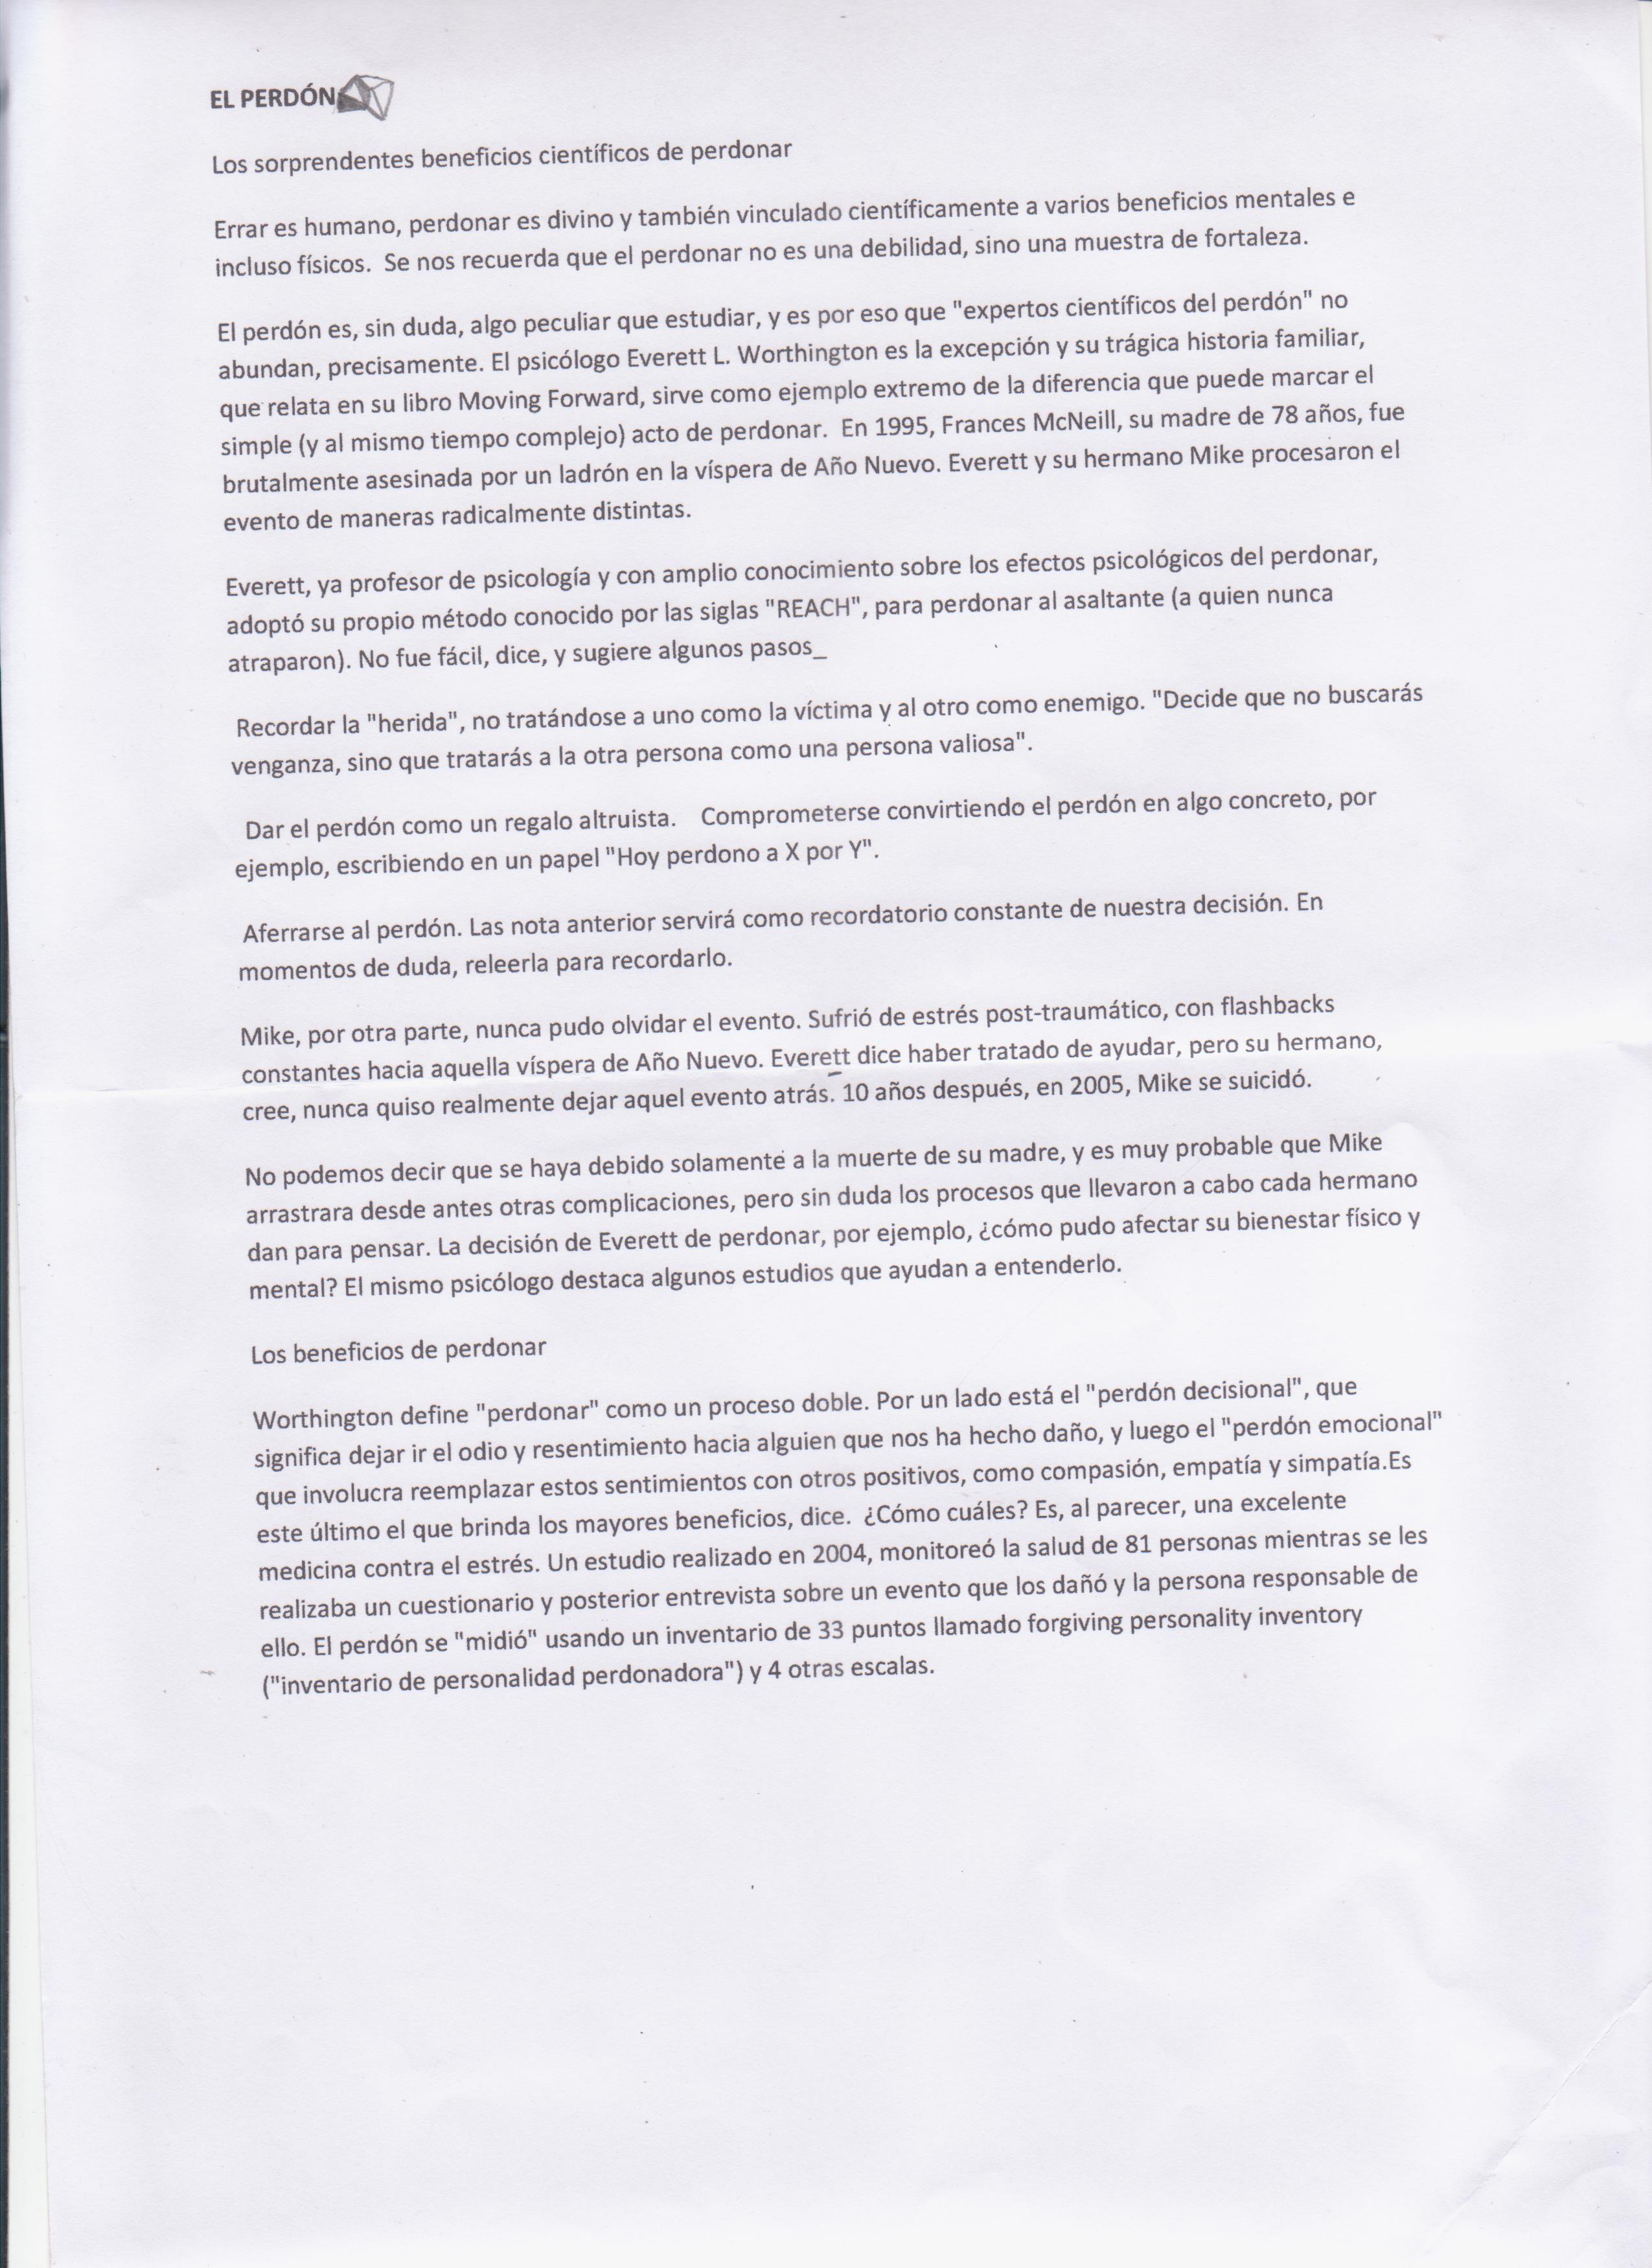 EL PERDÓN
Los sorprendentes beneficios científicos de perdonar
Errar es humano, perdonar es divino y también vinculado científicamente a varios beneficios mentales e
incluso físicos.  Se nos recuerda que el perdonar no es una debilidad, sino una muestra de fortaleza.
El perdón es, sin duda, algo peculiar que estudiar, y es por eso que "expertos científicos del perdón" no
abundan, precisamente. El psicólogo Everett L. Worthington es la excepción y su trágica historia familiar,
que relata en su libro Moving Forward, sirve como ejemplo extremo de la diferencia que puede marcar el
simple (y al mismo tiempo complejo) acto de perdonar.  En 1995, Frances McNeill, su madre de 78 años, fue
brutalmente asesinada por un ladrón en la víspera de Año Nuevo. Everett y su hermano Mike procesaron el
evento de maneras radicalmente distintas.
Everett, ya profesor de psicología y con amplio conocimiento sobre los efectos psicológicos del perdonar,
adoptó su propio método conocido por las siglas "REACH", para perdonar al asaltante (a quien nunca
atraparon). No fue fácil, dice, y sugiere algunos pasos_
Recordar la "herida", no tratándose a uno como la víctima y al otro como enemigo. "Decide que no buscarás
venganza, sino que tratarás a la otra persona como una persona valiosa".
Dar el perdón como un regalo altruista.    Comprometerse convirtiendo el perdón en algo concreto, por
ejemplo, escribiendo en un papel "Hoy perdono a X por Y".
Aferrarse al perdón. Las nota anterior servirá como recordatorio constante de nuestra decisión. En
momentos de duda, releerla para recordarlo.
Mike, por otra parte, nunca pudo olvidar el evento. Sufrió de estrés post-traumático, con flashbacks
constantes hacia aquella víspera de Año Nuevo. Everett dice haber tratado de ayudar, pero su hermano,
cree, nunca quiso realmente dejar aquel evento atrás. 10 años después, en 2005, Mike se suicidó.
No podemos decir que se haya debido solamente a la muerte de su madre, y es muy probable que Mike
arrastrara desde antes otras complicaciones, pero sin duda los procesos que llevaron a cabo cada hermano
dan para pensar. La decisión de Everett de perdonar, por ejemplo, ¿cómo pudo afectar su bienestar físico y
mental? El mismo psicólogo destaca algunos estudios que ayudan a entenderlo.
Los beneficios de perdonar
Worthington define "perdonar" como un proceso doble. Por un lado está el "perdón decisional", que
significa dejar ir el odio y resentimiento hacia alguien que nos ha hecho daño, y luego el "perdón emocional"
que involucra reemplazar estos sentimientos con otros positivos, como compasión, empatía y simpatía.Es
este último el que brinda los mayores beneficios, dice.  ¿Cómo cuáles? Es, al parecer, una excelente
medicina contra el estrés. Un estudio realizado en 2004, monitoreó la salud de 81 personas mientras se les
realizaba un cuestionario y posterior entrevista sobre un evento que los dañó y la persona responsable de
ello. El perdón se "midió" usando un inventario de 33 puntos llamado forgiving personality inventory
("inventario de personalidad perdonadora") y 4 otras escalas.